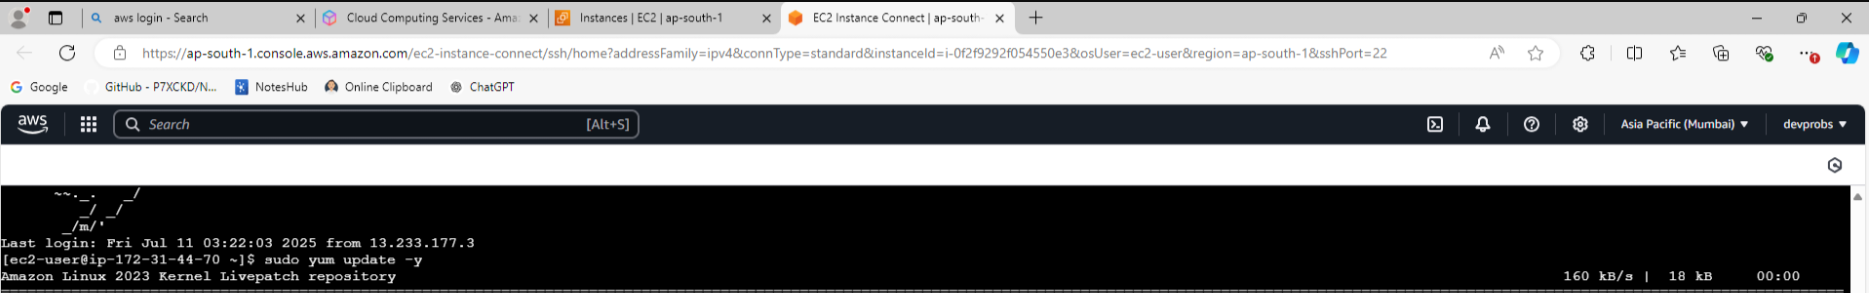 aws login - Search
Cloud Computing Services - Ama
Instances | EC2 | ap-south-1
EC2 Instance Connect | ap-south-
https://ap-south-1.console.aws.amazon.com/ec2-instance-connect/ssh/home?addressFamily=ipv4&connType=standard&instanceId=i-0f2f9292f054550e3&osUser=ec2-user&region=ap-south-1&sshPort=22
Google GitHub - P7XCKD/N... NotesHub Online Clipboard ChatGPT
aws Search [Alt+S] Asia Pacific (Mumbai) devprobs
~~._. _/
_/ _/
_/m/'
Last login: Fri Jul 11 03:22:03 2025 from 13.233.177.3
[ec2-user@ip-172-31-44-70 ~]$ sudo yum update -y
Amazon Linux 2023 Kernel Livepatch repository 160 kB/s | 18 kB 00:00